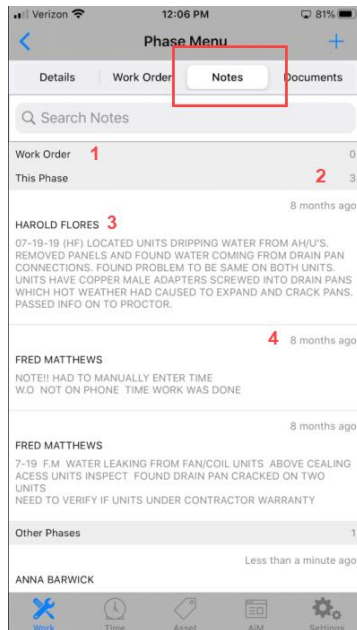 Verizon 12:06 PM 81%
Phase Menu +
Details Work Order Notes Documents
Search Notes
Work Order 1 0
This Phase 2 3
8 months ago
HAROLD FLORES 3
07-19-19 (HF) LOCATED UNITS DRIPPING WATER FROM AH/U'S.
REMOVED PANELS AND FOUND WATER COMING FROM DRAIN PAN
CONNECTIONS. FOUND PROBLEM TO BE SAME ON BOTH UNITS.
UNITS HAVE COPPER MALE ADAPTERS SCREWED INTO DRAIN PANS
WHICH HOT WEATHER HAD CAUSED TO EXPAND AND CRACK PANS.
PASSED INFO ON TO PROCTOR.
4 8 months ago
FRED MATTHEWS
NOTE!! HAD TO MANUALLY ENTER TIME
W.O NOT ON PHONE TIME WORK WAS DONE
8 months ago
FRED MATTHEWS
7-19 F.M WATER LEAKING FROM FAN/COIL UNITS ABOVE CEALING
ACESS UNITS INSPECT FOUND DRAIN PAN CRACKED ON TWO
UNITS
NEED TO VERIFY IF UNITS UNDER CONTRACTOR WARRANTY
Other Phases 1
Less than a minute ago
ANNA BARWICK
Work Time Asset AiM Settings